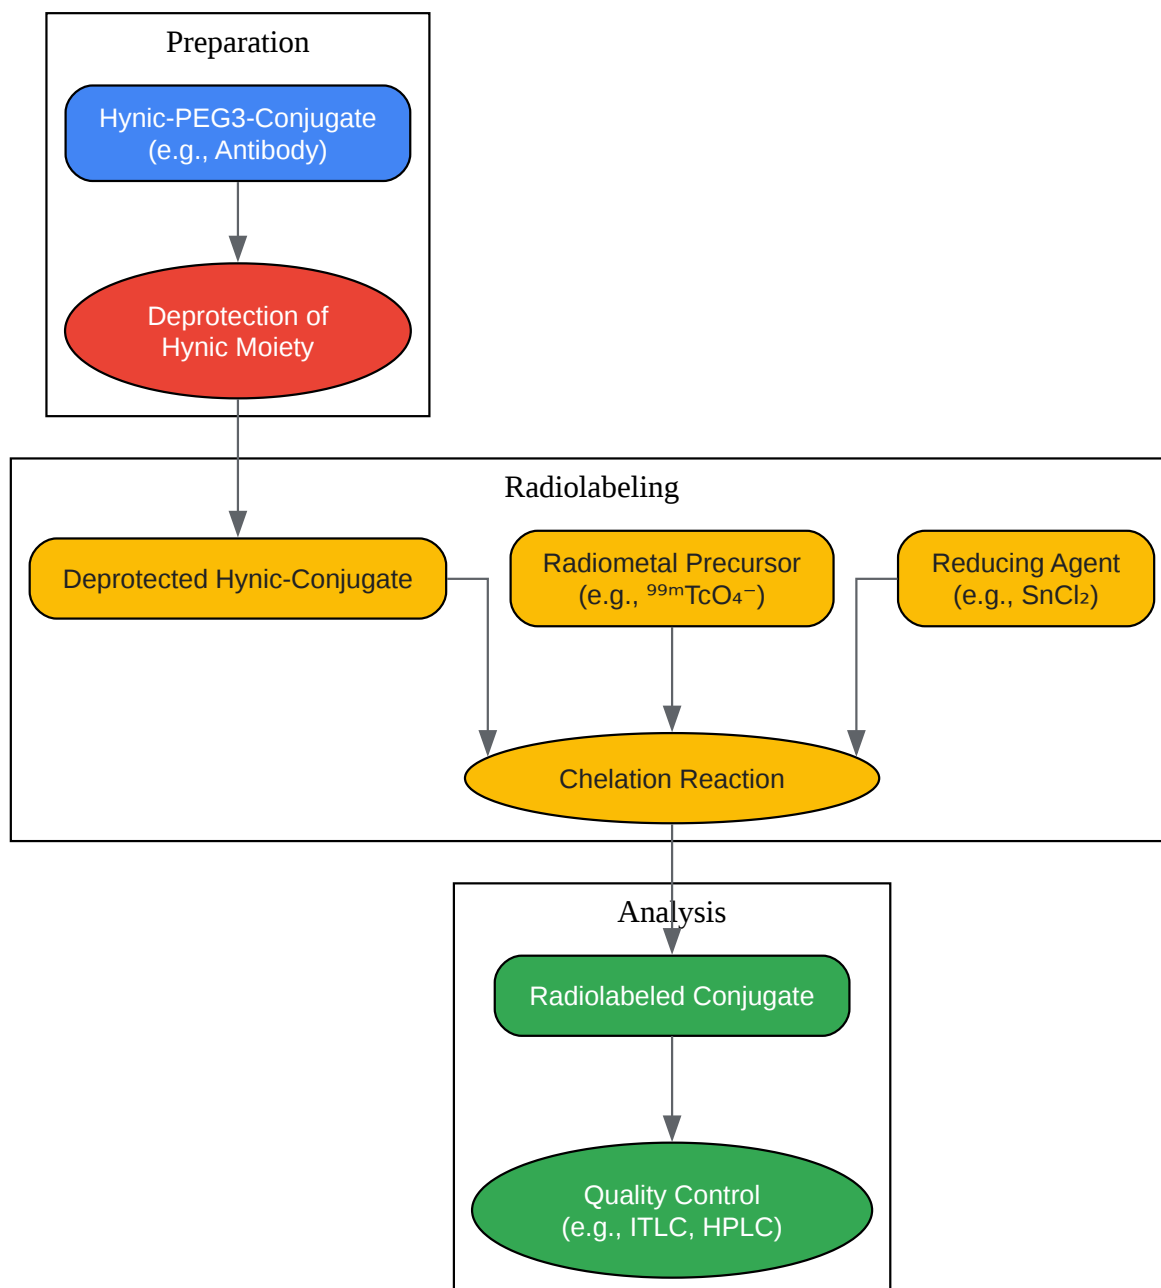 Preparation
Hynic-PEG3-Conjugate
(e.g., Antibody)
Deprotection of
Hynic Moiety
Radiolabeling
Deprotected Hynic-Conjugate
Radiometal Precursor
(e.g., ⁹⁹ᵐTcO₄⁻)
Reducing Agent
(e.g., SnCl₂)
Chelation Reaction
Analysis
Radiolabeled Conjugate
Quality Control
(e.g., ITLC, HPLC)